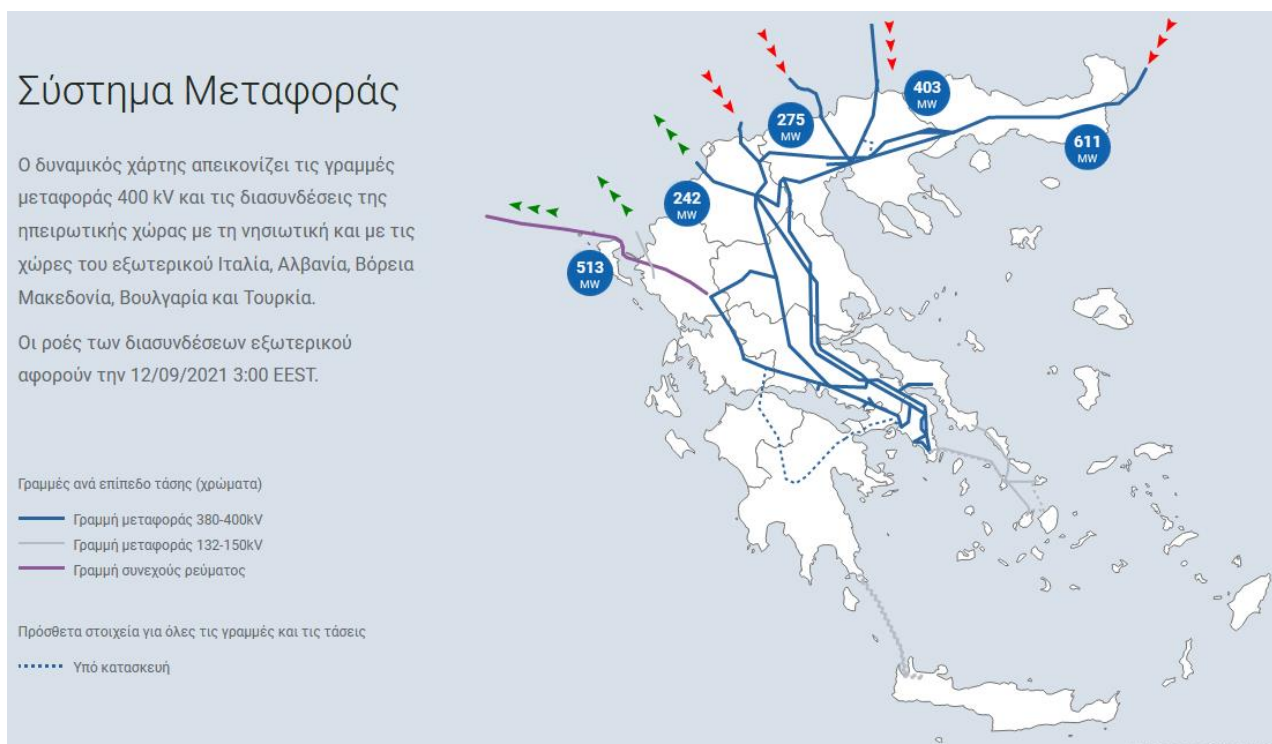 Σύστημα Μεταφοράς
Ο δυναμικός χάρτης απεικονίζει τις γραμμές
μεταφοράς 400 kV και τις διασυνδέσεις της
ηπειρωτικής χώρας με τη νησιωτική και με τις
χώρες του εξωτερικού Ιταλία, Αλβανία, Βόρεια
Μακεδονία, Βουλγαρία και Τουρκία.
Οι ροές των διασυνδέσεων εξωτερικού
αφορούν την 12/09/2021 3:00 EEST.
Γραμμές ανά επίπεδο τάσης (χρώματα)
Γραμμή μεταφοράς 380-400kV
Γραμμή μεταφοράς 132-150kV
Γραμμή συνεχούς ρεύματος
Πρόσθετα στοιχεία για όλες τις γραμμές και τις τάσεις
Υπό κατασκευή
403
MW
275
MW
611
MW
242
MW
513
MW